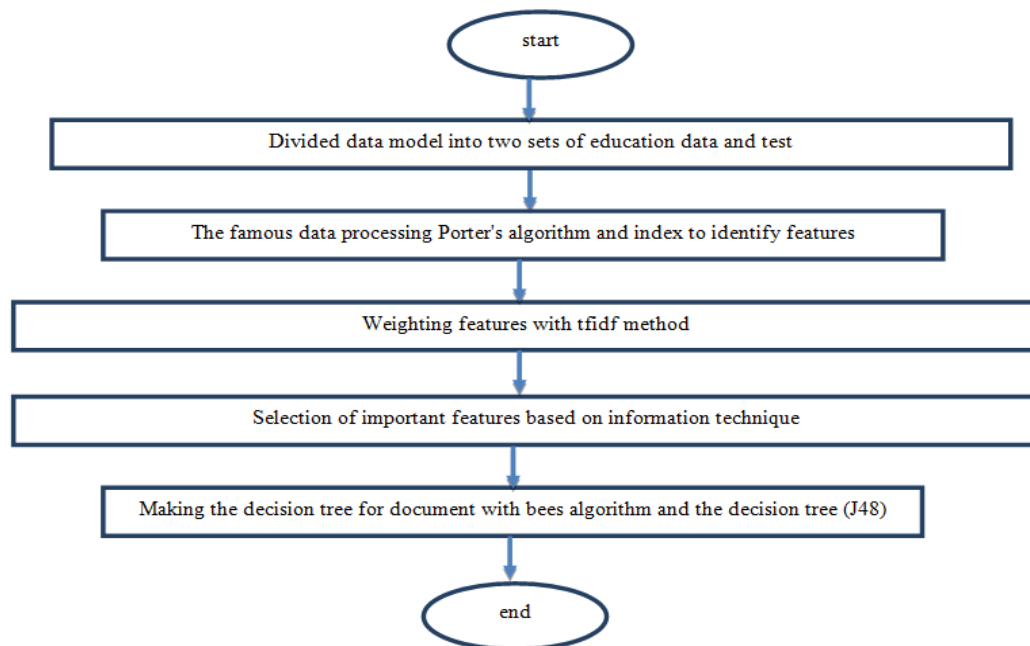 start
Divided data model into two sets of education data and test
The famous data processing Porter's algorithm and index to identify features
Weighting features with tfidf method
Selection of important features based on information technique
Making the decision tree for document with bees algorithm and the decision tree (J48)
end